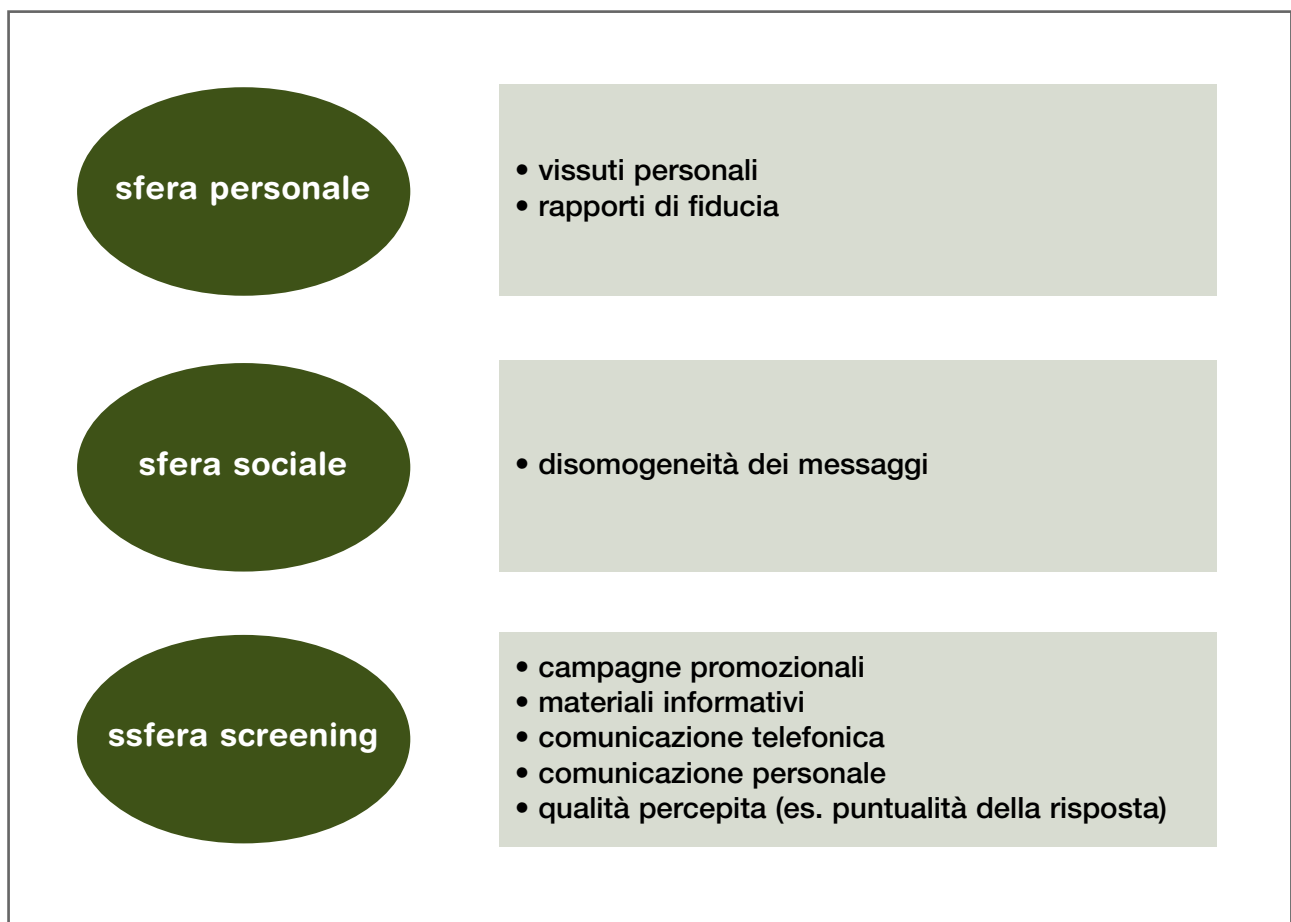 sfera personale
• vissuti personali
• rapporti di fiducia
sfera sociale
• disomogeneità dei messaggi
ssfera screening
• campagne promozionali
• materiali informativi
• comunicazione telefonica
• comunicazione personale
• qualità percepita (es. puntualità della risposta)